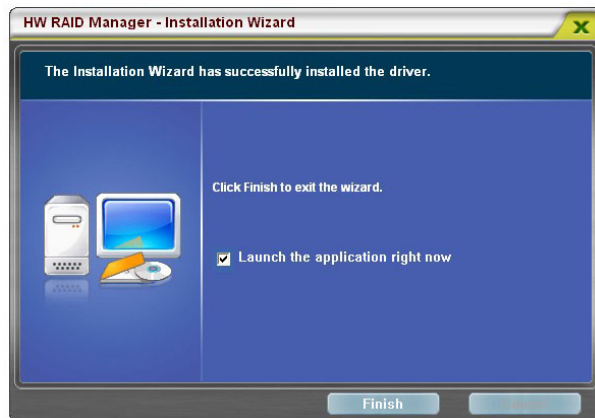 HW RAID Manager - Installation Wizard
The Installation Wizard has successfully installed the driver.
Click Finish to exit the wizard.
Launch the application right now
Finish